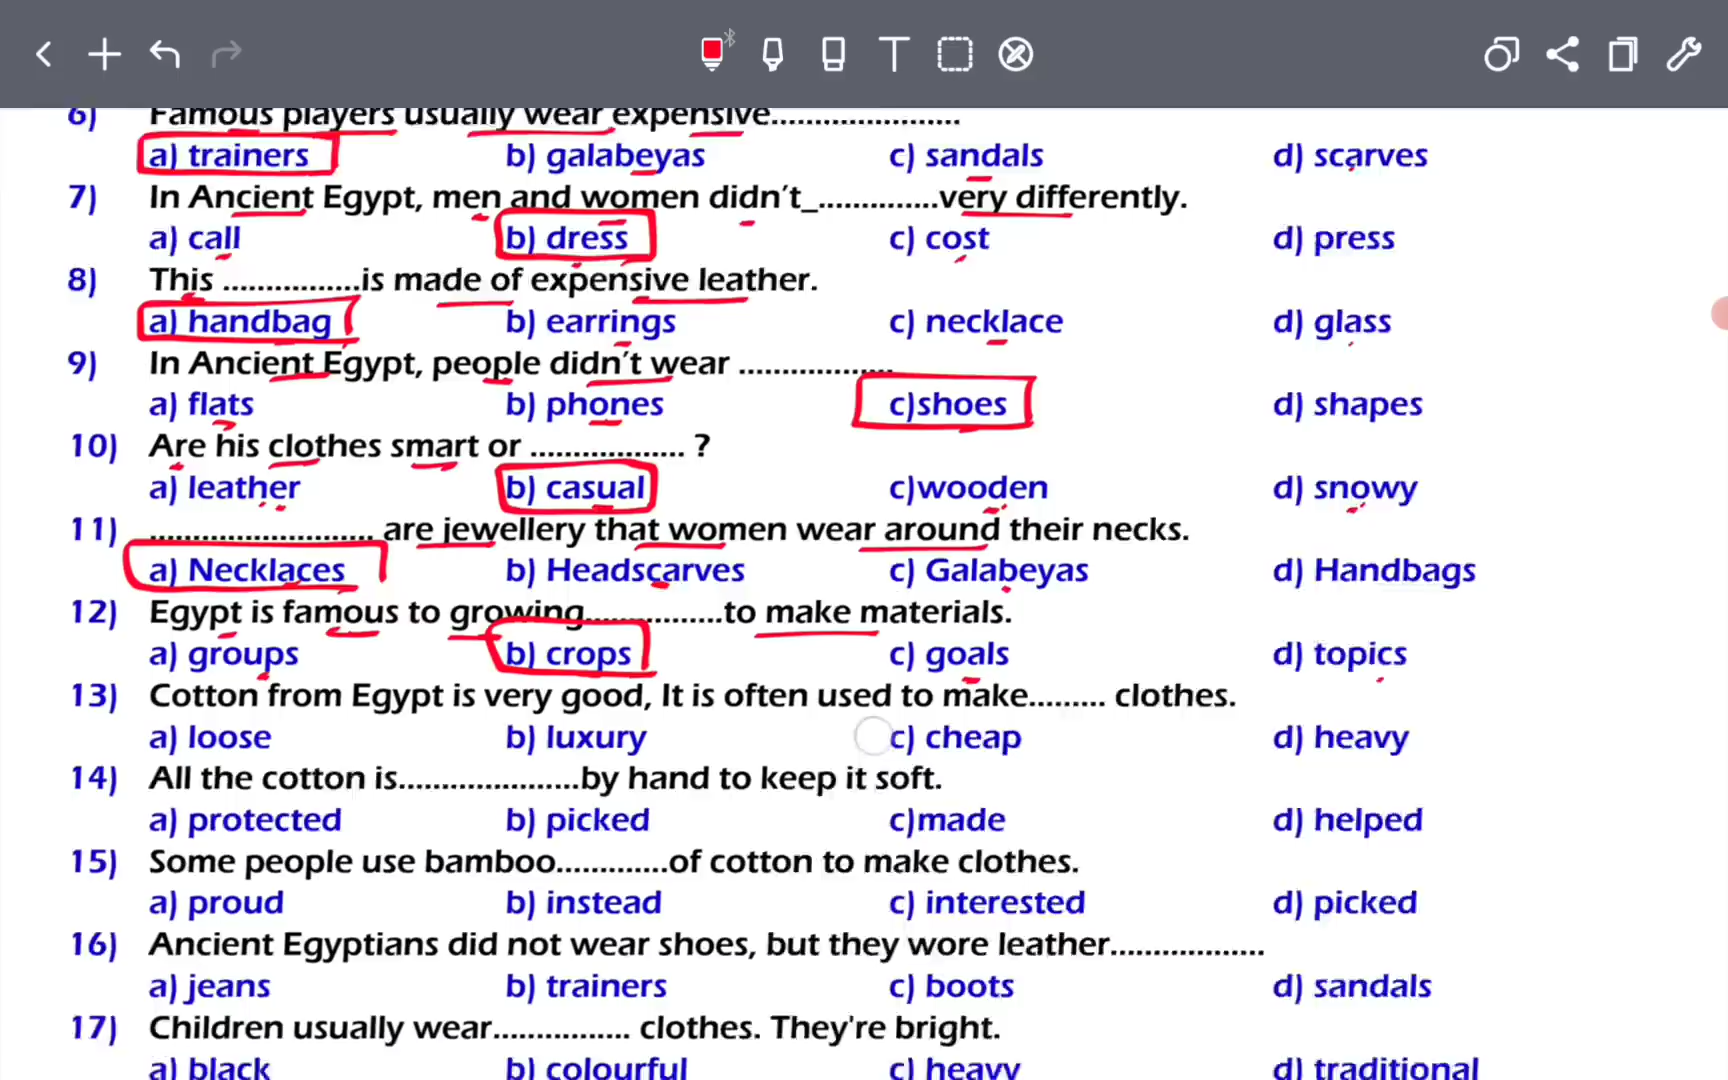 6) Famous players usually wear expensive......................
a) trainers b) galabeyas c) sandals d) scarves
7) In Ancient Egypt, men and women didn't_..............very differently.
a) call b) dress c) cost d) press
8) This ................is made of expensive leather.
a) handbag b) earrings c) necklace d) glass
9) In Ancient Egypt, people didn't wear ..................
a) flats b) phones c)shoes d) shapes
10) Are his clothes smart or .................. ?
a) leather b) casual c)wooden d) snowy
11) .......................... are jewellery that women wear around their necks.
a) Necklaces b) Headscarves c) Galabeyas d) Handbags
12) Egypt is famous to growing................to make materials.
a) groups b) crops c) goals d) topics
13) Cotton from Egypt is very good, It is often used to make......... clothes.
a) loose b) luxury c) cheap d) heavy
14) All the cotton is.....................by hand to keep it soft.
a) protected b) picked c)made d) helped
15) Some people use bamboo.............of cotton to make clothes.
a) proud b) instead c) interested d) picked
16) Ancient Egyptians did not wear shoes, but they wore leather..................
a) jeans b) trainers c) boots d) sandals
17) Children usually wear................ clothes. They're bright.
a) black b) colourful c) heavy d) traditional